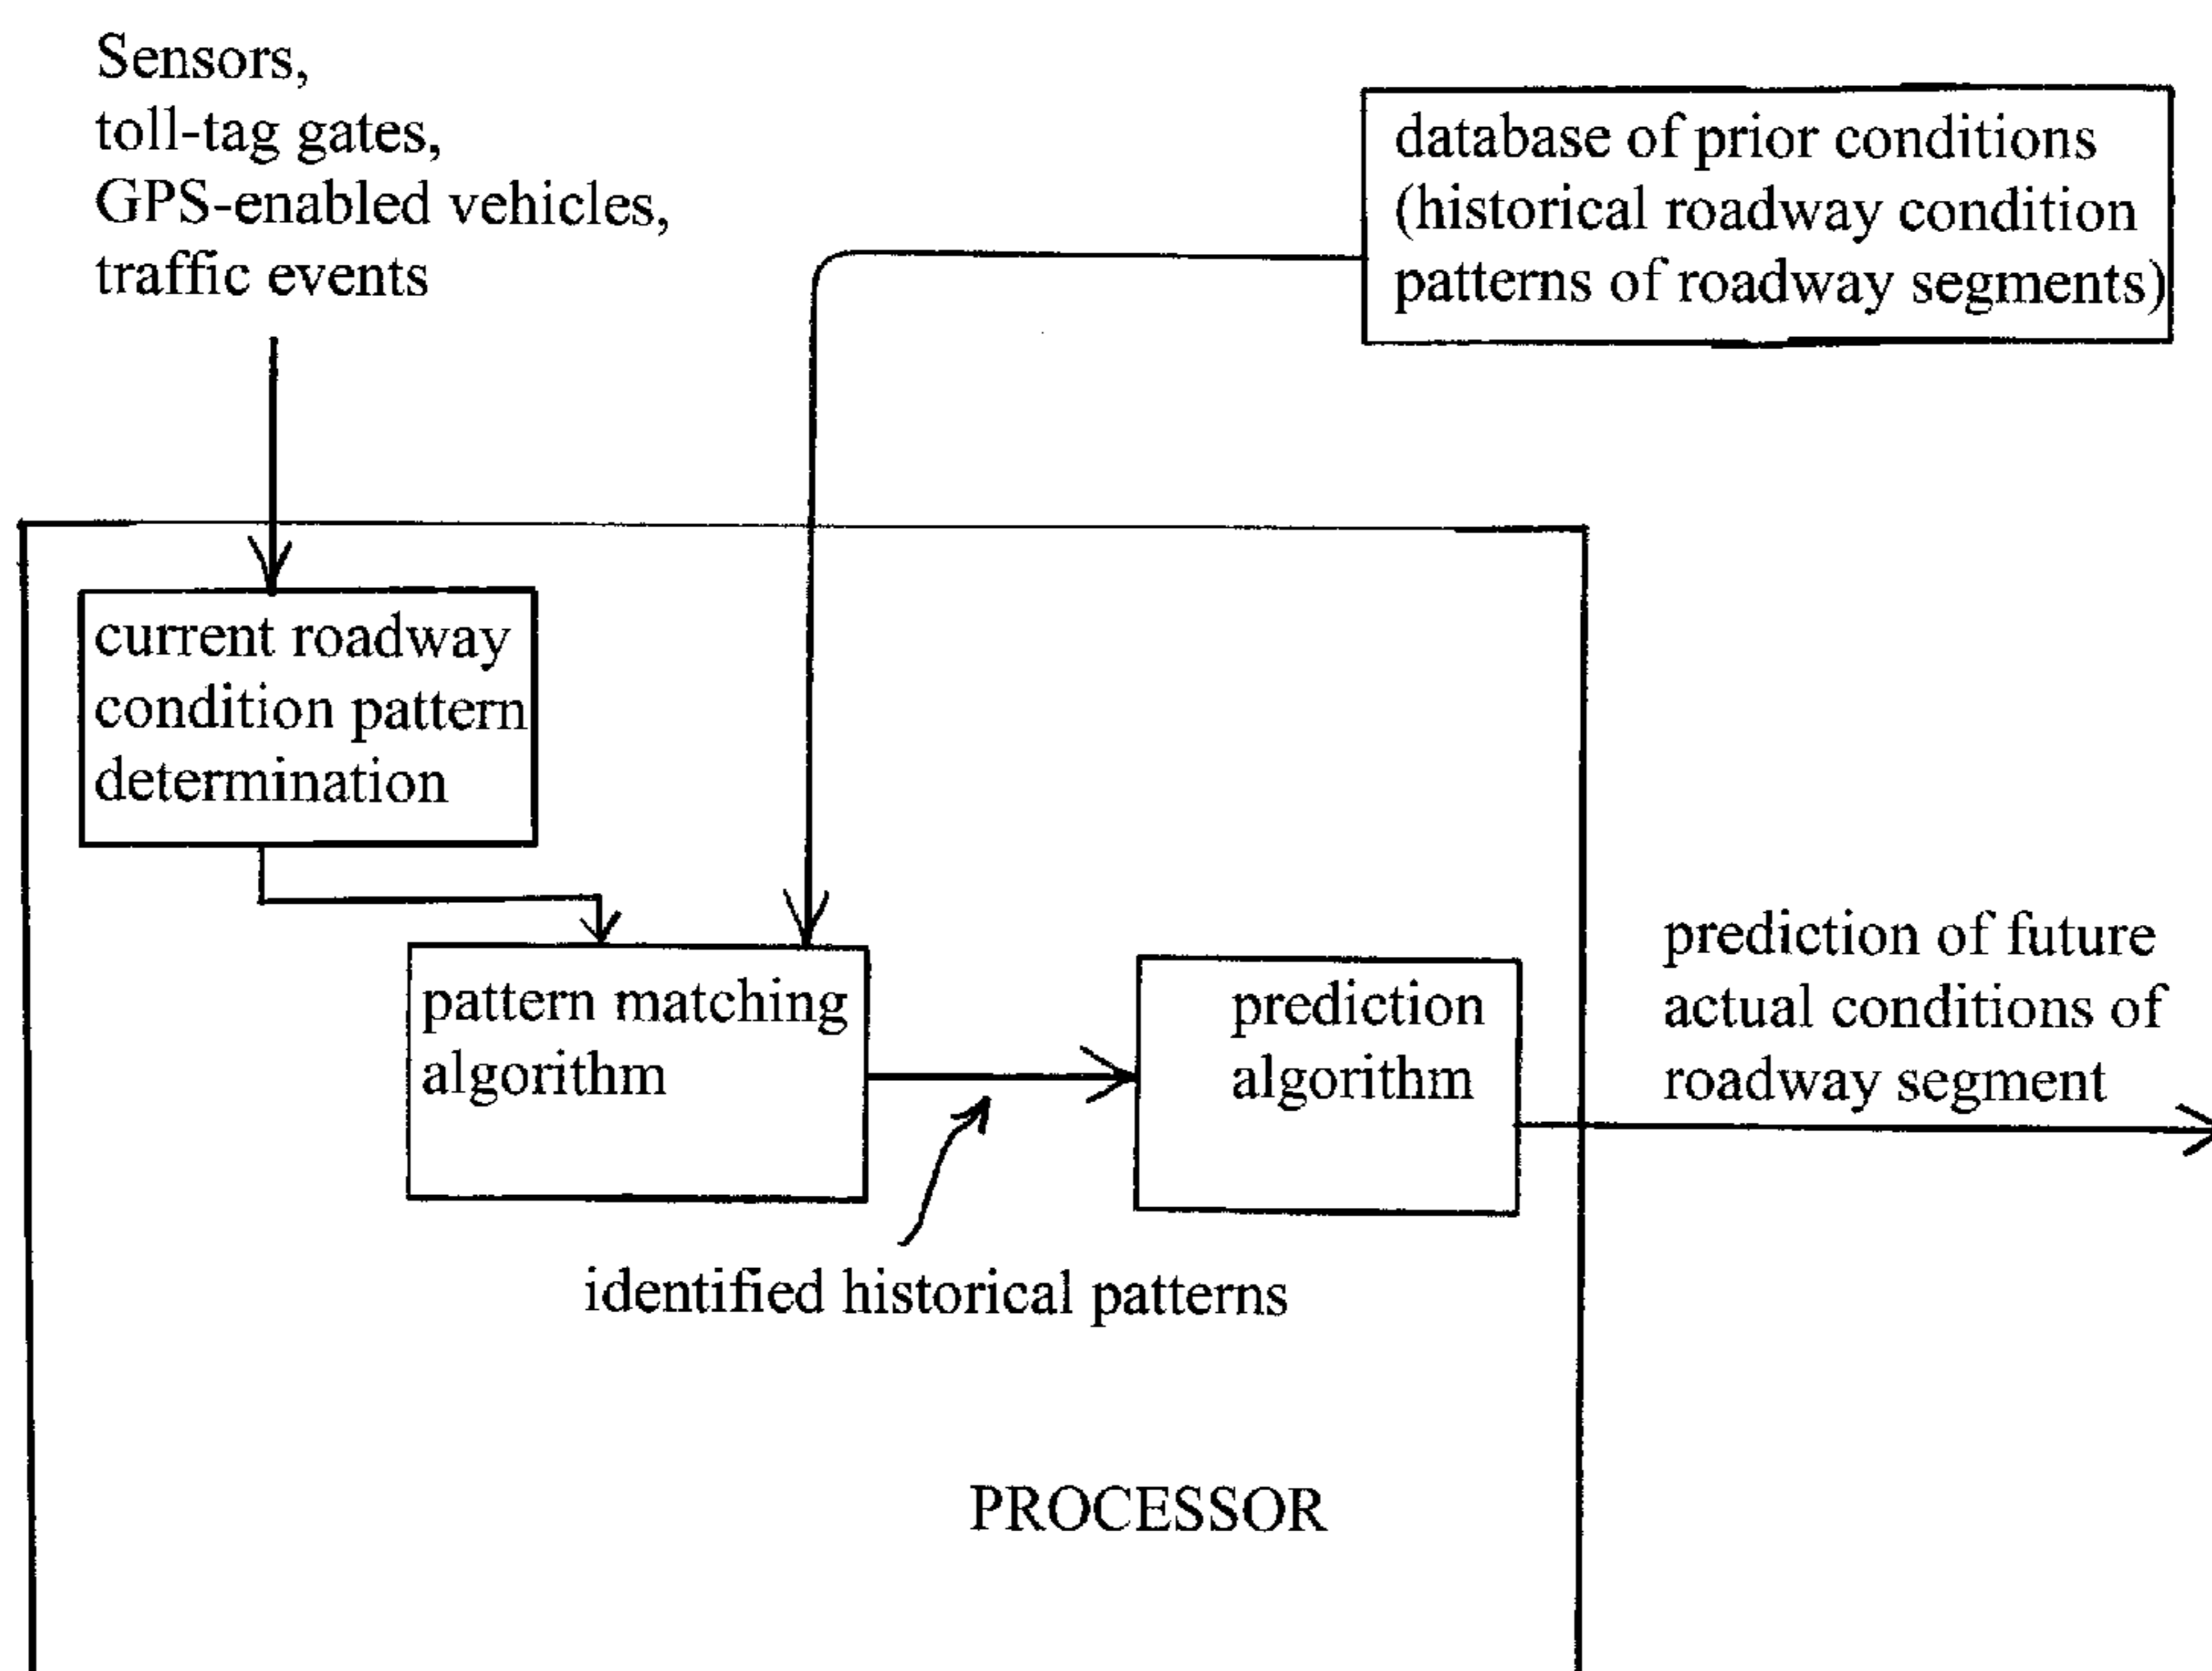 Sensors,
toll-tag gates,
GPS-enabled vehicles,
traffic events
database of prior conditions
(historical roadway condition
patterns of roadway segments)
current roadway
condition pattern
determination
pattern matching
algorithm
prediction
algorithm
prediction of future
actual conditions of
roadway segment
identified historical patterns
PROCESSOR